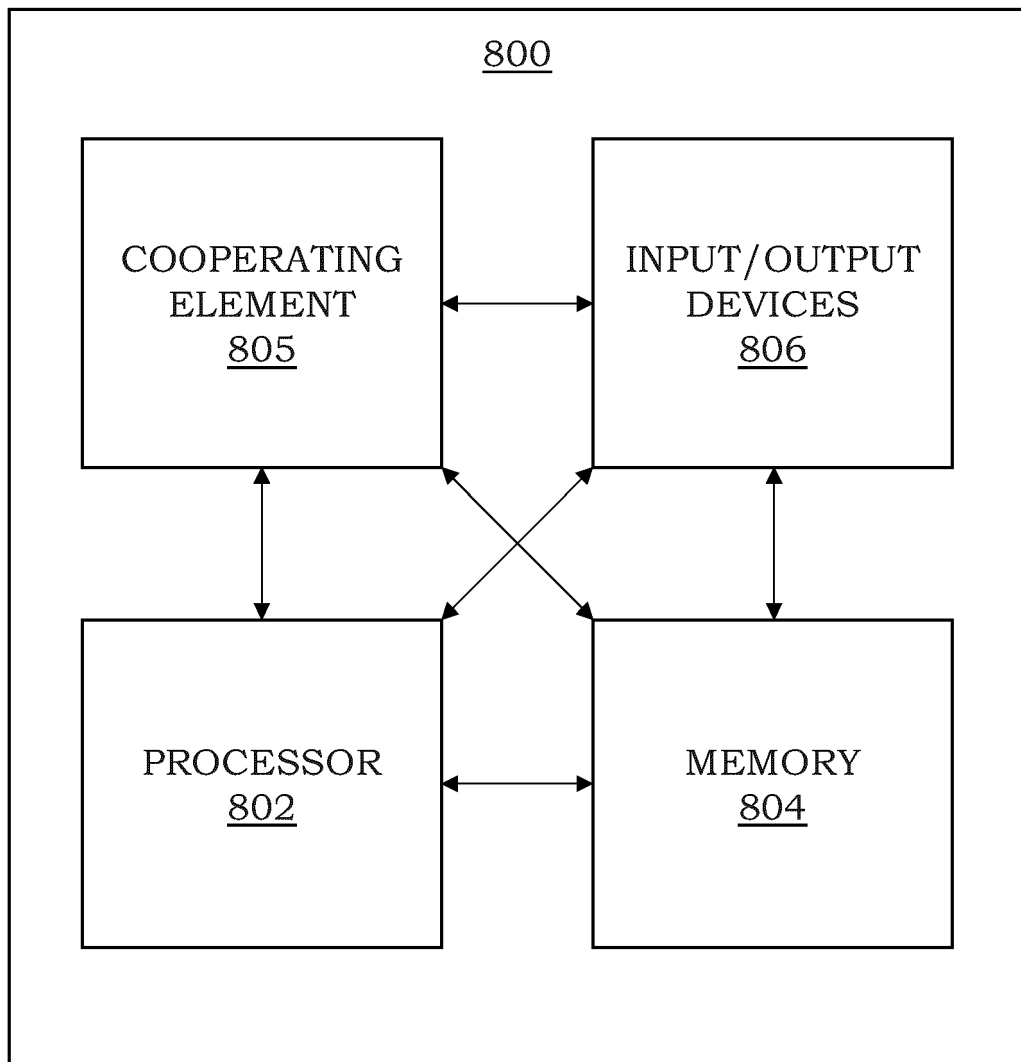 800
COOPERATING
ELEMENT
805
INPUT/OUTPUT
DEVICES
806
PROCESSOR
802
MEMORY
804